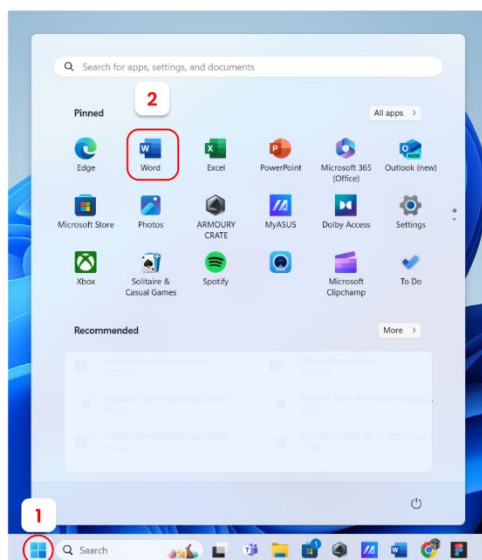 Search for apps, settings, and documents
2
Pinned
All apps >
Edge
Word
Excel
PowerPoint
Microsoft 365
(Office)
Outlook (new)
Microsoft Store
Photos
ARMOURY
CRATE
MyASUS
Dolby Access
Settings
Xbox
Solitaire &
Casual Games
Spotify
Microsoft
Clipchamp
To Do
Recommended
More >
1
Search